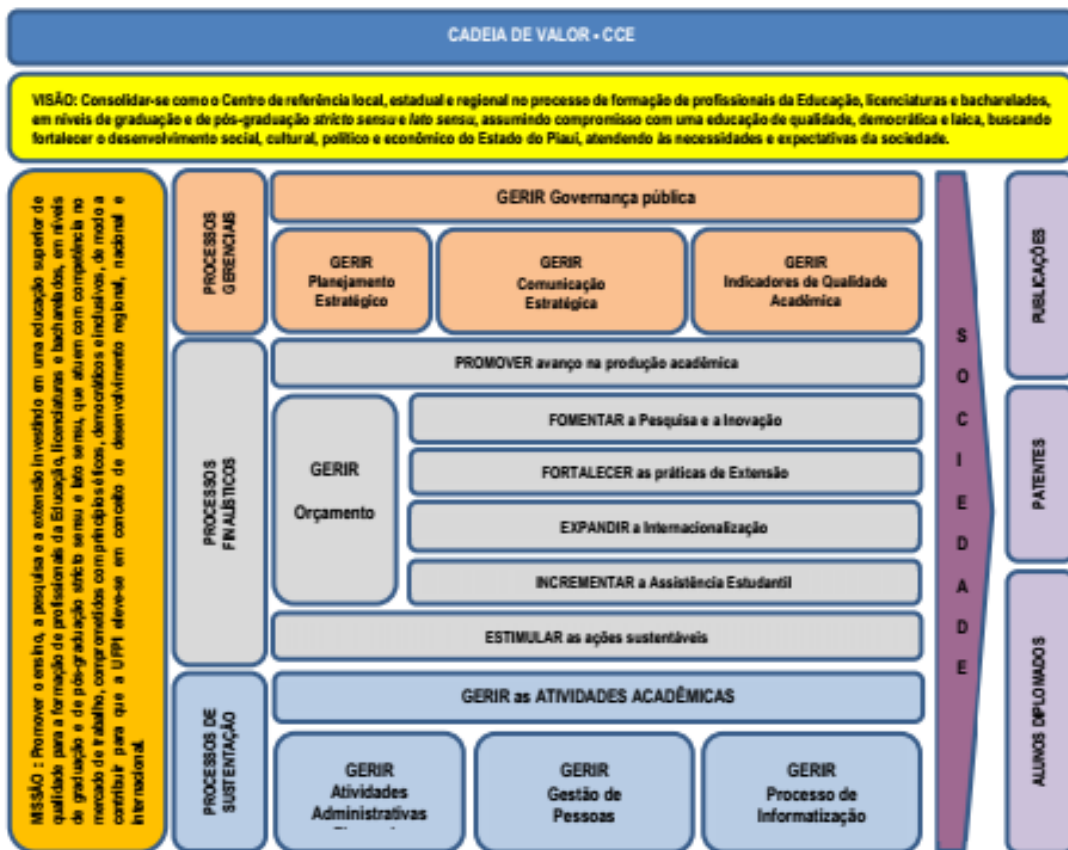 CADEIA DE VALOR - CCE
VISÃO: Consolidar-se como o Centro de referência local, estadual e regional no processo de formação de profissionais da Educação, licenciaturas e bacharelados,
em níveis de graduação e de pós-graduação stricto sensu e lato sensu, assumindo compromisso com uma educação de qualidade, democrática e laica, buscando
fortalecer o desenvolvimento social, cultural, político e econômico do Estado do Piauí, atendendo às necessidades e expectativas da sociedade.
MISSÃO : Promover o ensino, a pesquisa e a extensão investindo em uma educação superior de
qualidade para a formação de profissionais da Educação, licenciaturas e bacharelados, em níveis
de graduação e de pós-graduação stricto sensu e lato sensu, que atuem com competência no
mercado de trabalho, comprometidos com princípios éticos, democráticos e inclusivos, de modo a
contribuir para que a UFPI eleve-se em conceito de desenvolvimento regional, nacional e
internacional.
PROCESSOS
GERENCIAIS
GERIR Governança pública
GERIR
Planejamento
Estratégico
GERIR
Comunicação
Estratégica
GERIR
Indicadores de Qualidade
Acadêmica
PROCESSOS
FINALÍSTICOS
PROMOVER avanço na produção acadêmica
GERIR
Orçamento
FOMENTAR a Pesquisa e a Inovação
FORTALECER as práticas de Extensão
EXPANDIR a Internacionalização
INCREMENTAR a Assistência Estudantil
ESTIMULAR as ações sustentáveis
PROCESSOS DE
SUSTENTAÇÃO
GERIR as ATIVIDADES ACADÊMICAS
GERIR
Atividades
Administrativas
GERIR
Gestão de
Pessoas
GERIR
Processo de
Informatização
SOCIEDADE
PUBLICAÇÕES
PATENTES
ALUNOS DIPLOMADOS